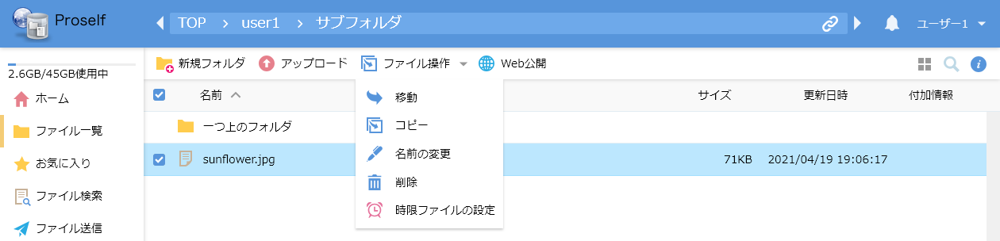 Proself
TOP user1 サブフォルダ
ユーザー1
2.6GB/45GB使用中
ホーム
ファイル一覧
お気に入り
ファイル検索
ファイル送信
新規フォルダ アップロード ファイル操作 Web公開
名前 サイズ 更新日時 付加情報
一つ上のフォルダ
sunflower.jpg 71KB 2021/04/19 19:06:17
移動
コピー
名前の変更
削除
時限ファイルの設定